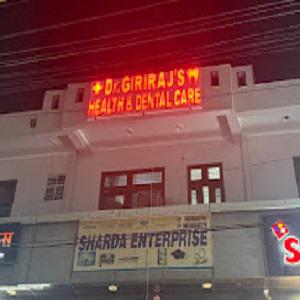 Dr. GIRIRAJ'S
HEALTH & DENTAL CARE
SHARDA ENTERPRISE
S